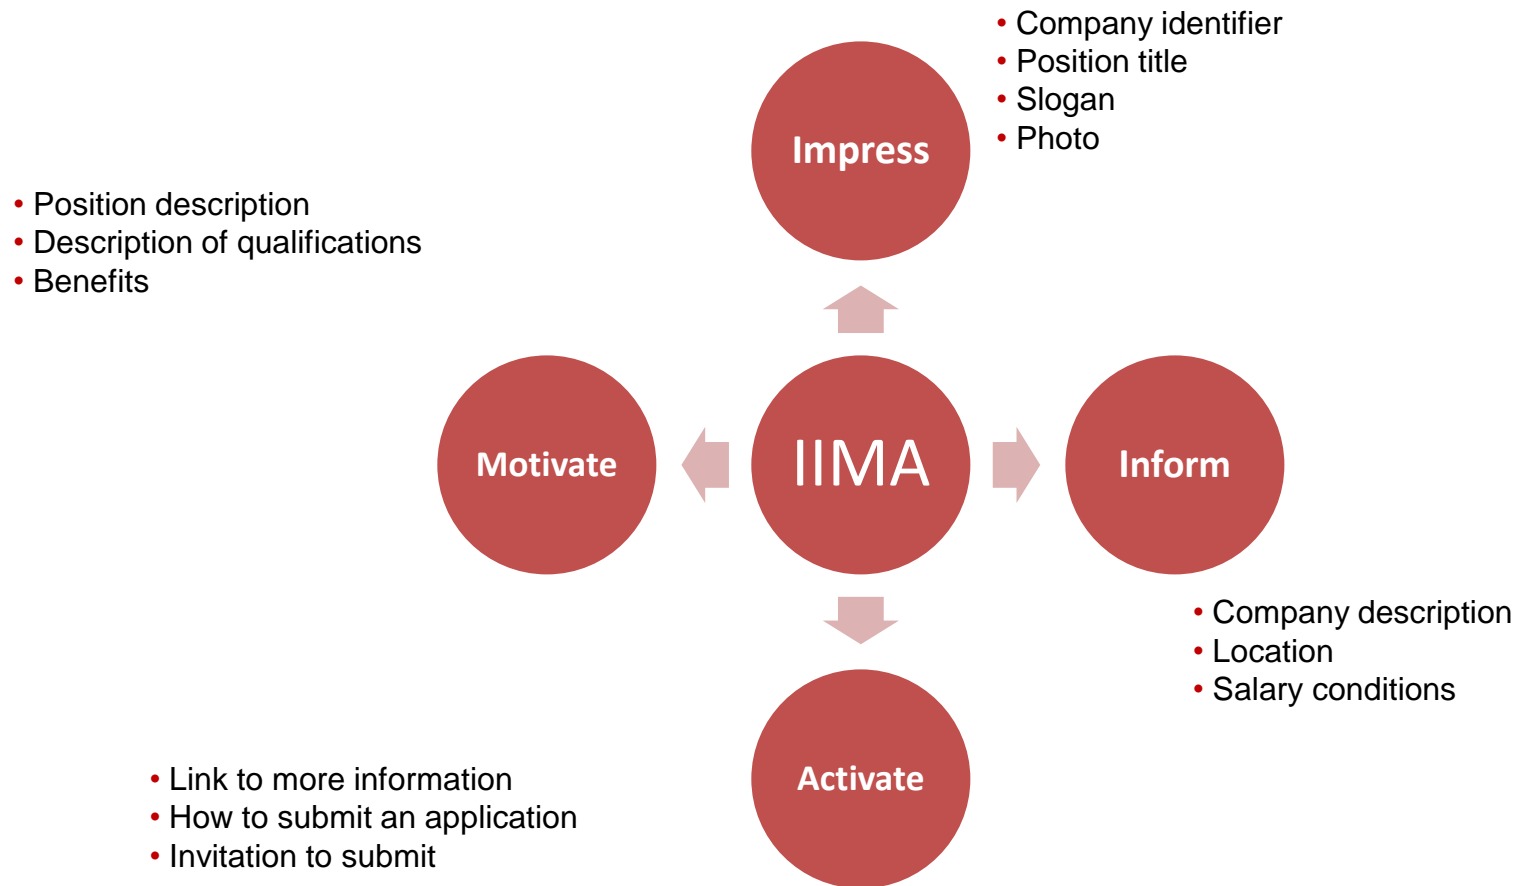 • Company identifier
• Position title
• Slogan
• Photo
Impress
• Position description
• Description of qualifications
• Benefits
Motivate
IIMA
Inform
• Company description
• Location
• Salary conditions
Activate
• Link to more information
• How to submit an application
• Invitation to submit